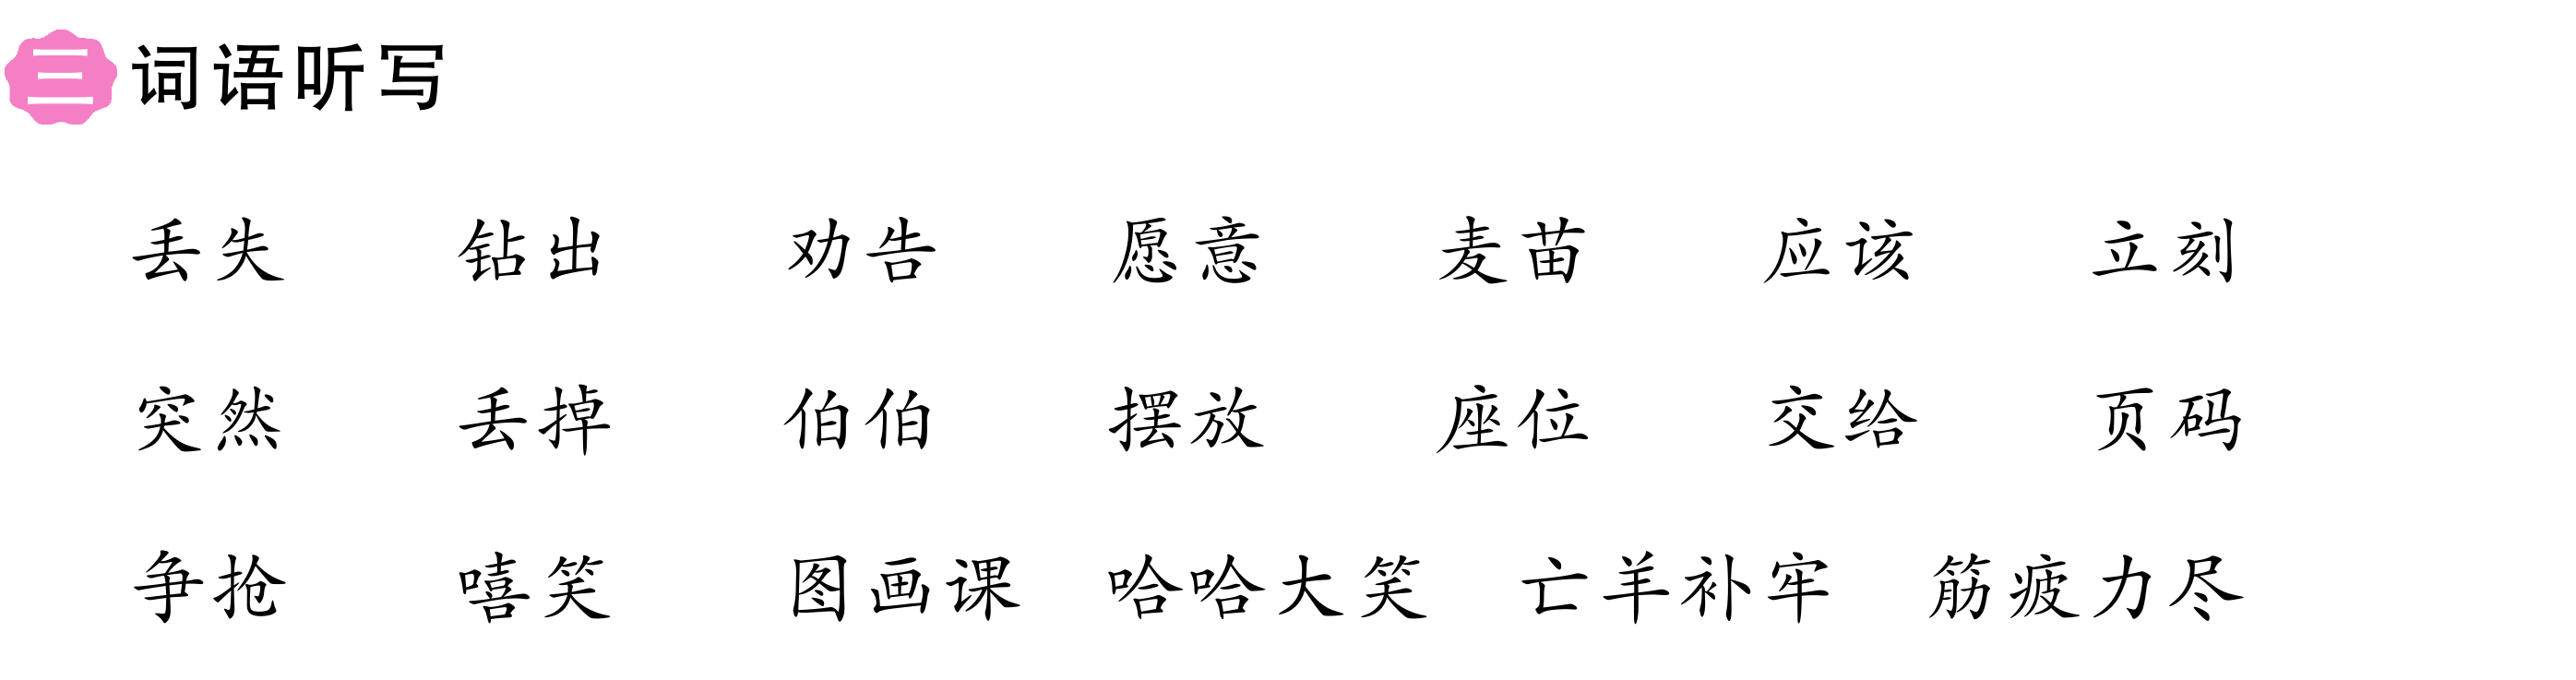 三 词语听写
丢失 钻出 劝告 愿意 麦苗 应该 立刻
突然 丢掉 伯伯 摆放 座位 交给 页码
争抢 嘻笑 图画课 哈哈大笑 亡羊补牢 筋疲力尽